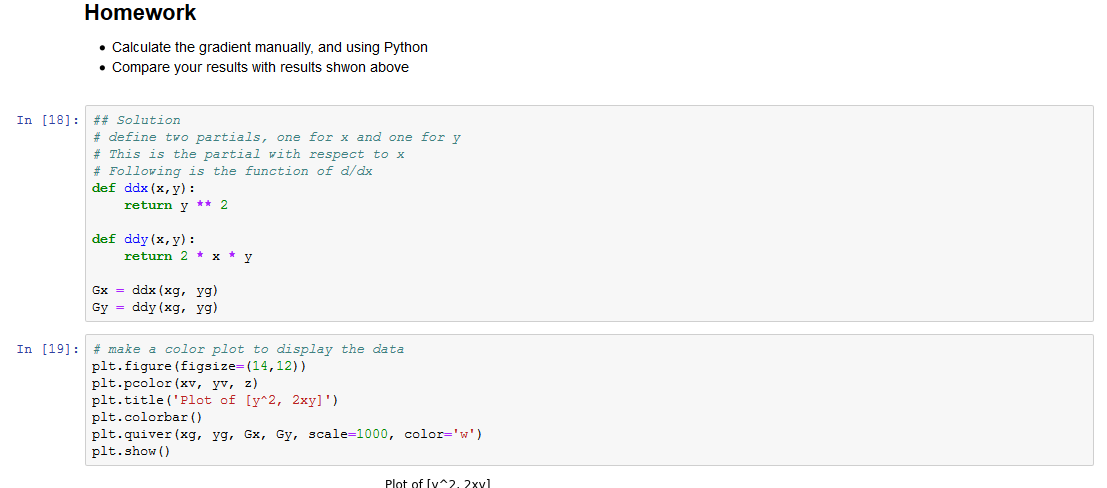 Homework
• Calculate the gradient manually, and using Python
• Compare your results with results shwon above
In [18]: ## Solution
# define two partials, one for x and one for y
# This is the partial with respect to x
# Following is the function of d/dx
def ddx(x,y):
    return y ** 2
def ddy(x,y):
    return 2 * x * y
Gx = ddx(xg, yg)
Gy = ddy(xg, yg)
In [19]: # make a color plot to display the data
plt.figure(figsize=(14,12))
plt.pcolor(xv, yv, z)
plt.title('Plot of [y^2, 2xy]')
plt.colorbar()
plt.quiver(xg, yg, Gx, Gy, scale=1000, color='w')
plt.show()
Plot of [y^2, 2xy]